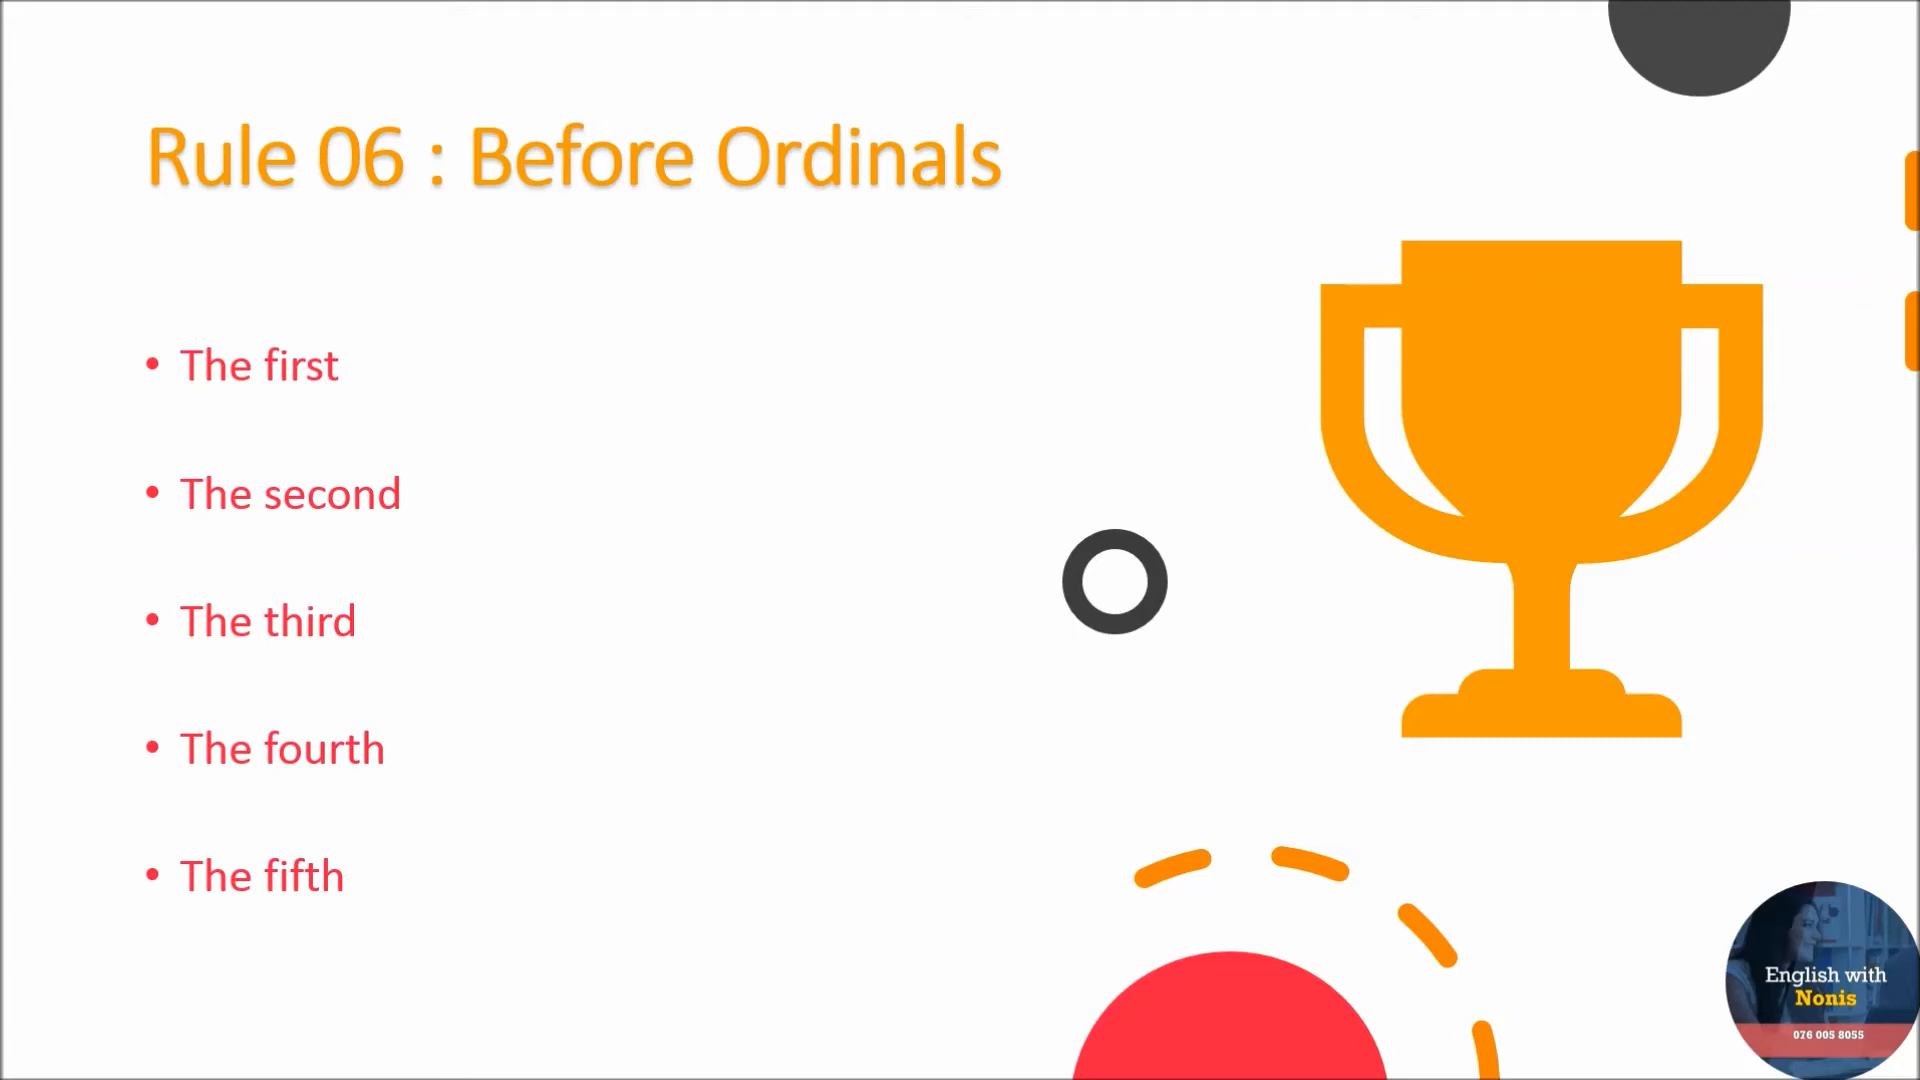 Rule 06 : Before Ordinals
• The first
• The second
• The third
• The fourth
• The fifth
English with
Nonis
076 005 8055